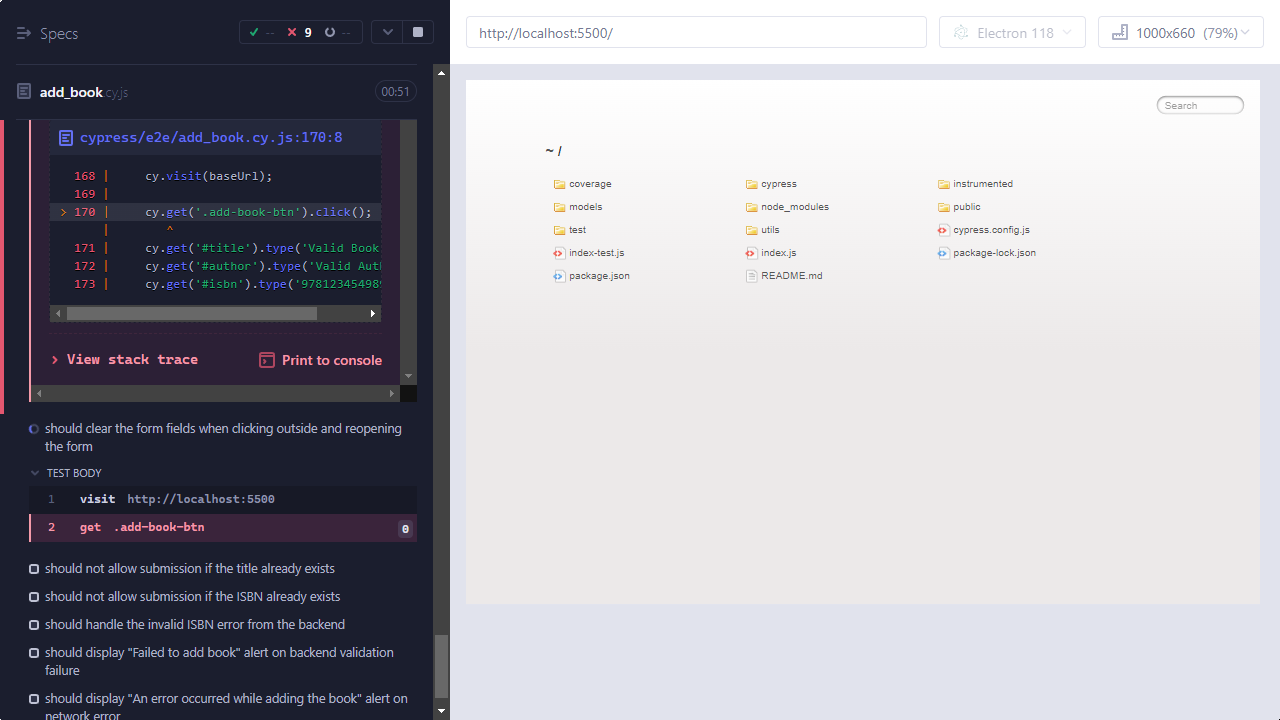 Specs
-- 9 --
add_book.cy.js
00:51
cypress/e2e/add_book.cy.js:170:8
168 | cy.visit(baseUrl);
169 |
> 170 | cy.get('.add-book-btn').click();
| ^
171 | cy.get('#title').type('Valid Book
172 | cy.get('#author').type('Valid Aut
173 | cy.get('#isbn').type('978123454989
View stack trace
Print to console
should clear the form fields when clicking outside and reopening
the form
TEST BODY
1 visit http://localhost:5500
2 get .add-book-btn 0
should not allow submission if the title already exists
should not allow submission if the ISBN already exists
should handle the invalid ISBN error from the backend
should display "Failed to add book" alert on backend validation
failure
should display "An error occurred while adding the book" alert on
network error
http://localhost:5500/
Electron 118
1000x660 (79%)
Search
~ /
coverage cypress instrumented
models node_modules public
test utils cypress.config.js
index-test.js index.js package-lock.json
package.json README.md